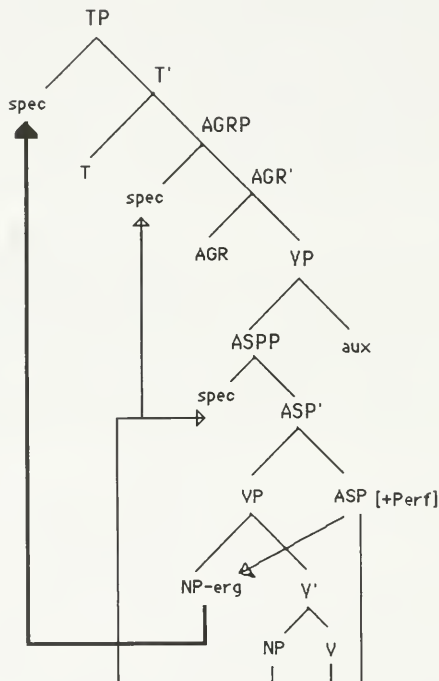 TP
spec T'
T AGRP
spec AGR'
AGR VP
ASPP aux
spec ASP'
VP ASP [+Perf]
NP-erg V'
NP V